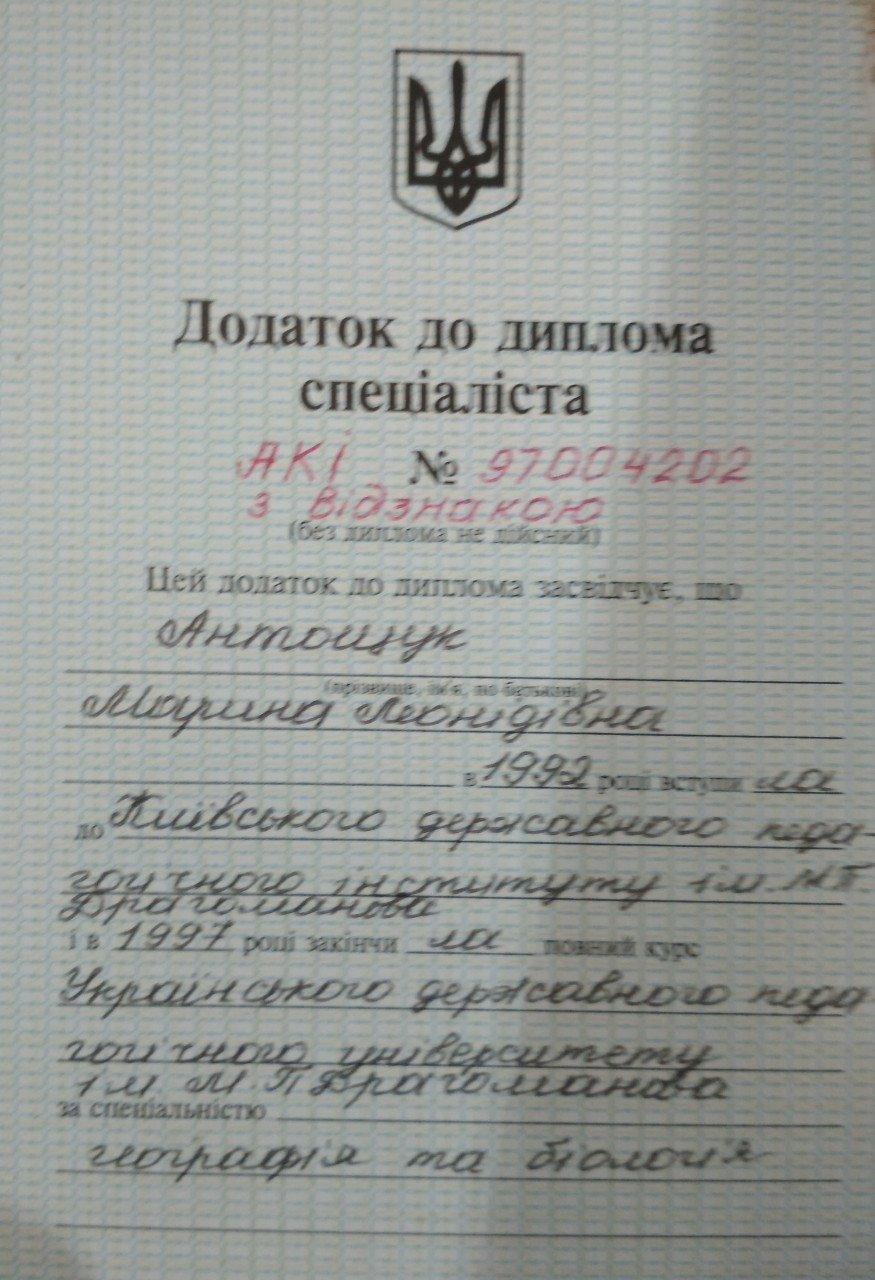 Додаток до диплома
спеціаліста
АКІ № 97004202
з відзнакою
(без диплома не дійсний)
Цей додаток до диплома засвідчує, що
Антощук
(прізвище, ім'я, по батькові)
Марина Леонідівна
в 1992 році вступи ла
до Київського державного педа-
гогічного інституту ім. М.П.
Драгоманова
і в 1997 році закінчи ла повний курс
Українського державного педа
гогічного університету
ім. М.П Драгоманова
за спеціальністю
географія та біологія